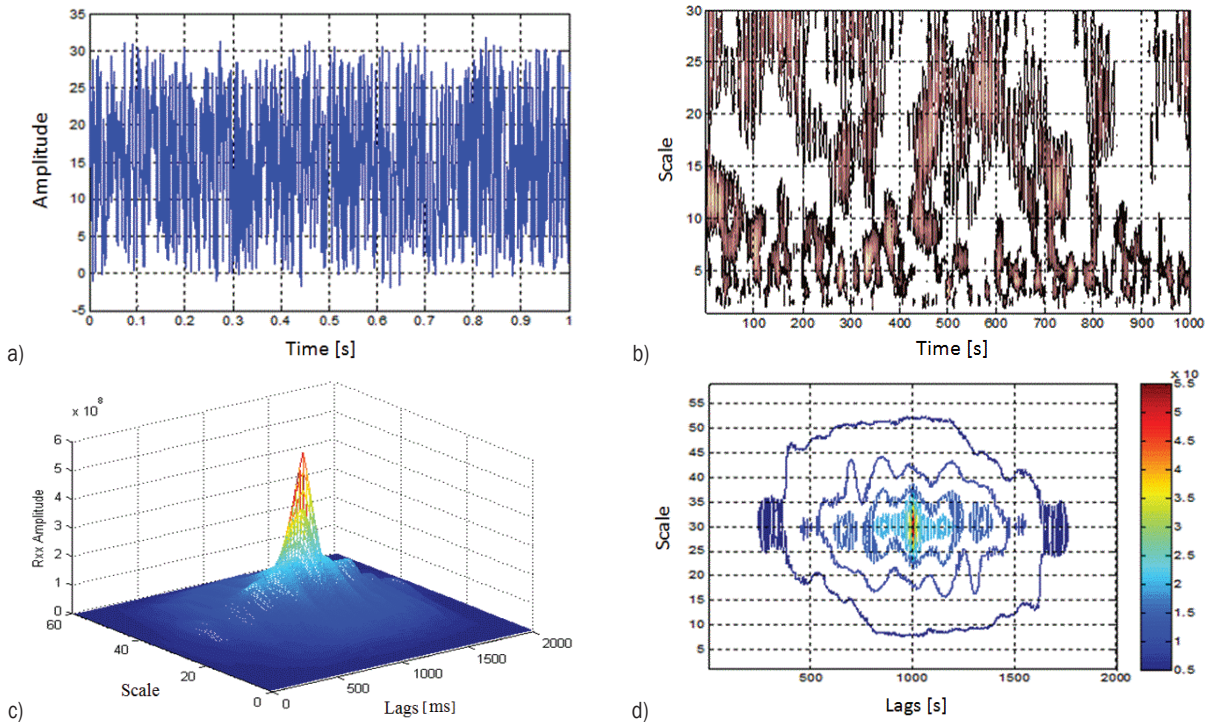 35
30
25
20
15
10
5
0
-5
Amplitude
0 0.1 0.2 0.3 0.4 0.5 0.6 0.7 0.8 0.9 1
Time [s]
a)
30
25
20
15
10
5
Scale
100 200 300 400 500 600 700 800 900 1000
Time [s]
b)
x 10^8
6
5
4
3
2
1
0
Rxx Amplitude
60
40
20
0
Scale
0
500
1000
1500
2000
Lags [ms]
c)
55
50
45
40
35
30
25
20
15
10
5
Scale
500 1000 1500 2000
Lags [s]
d)
x 10
5.5
5
4.5
4
3.5
3
2.5
2
1.5
1
0.5